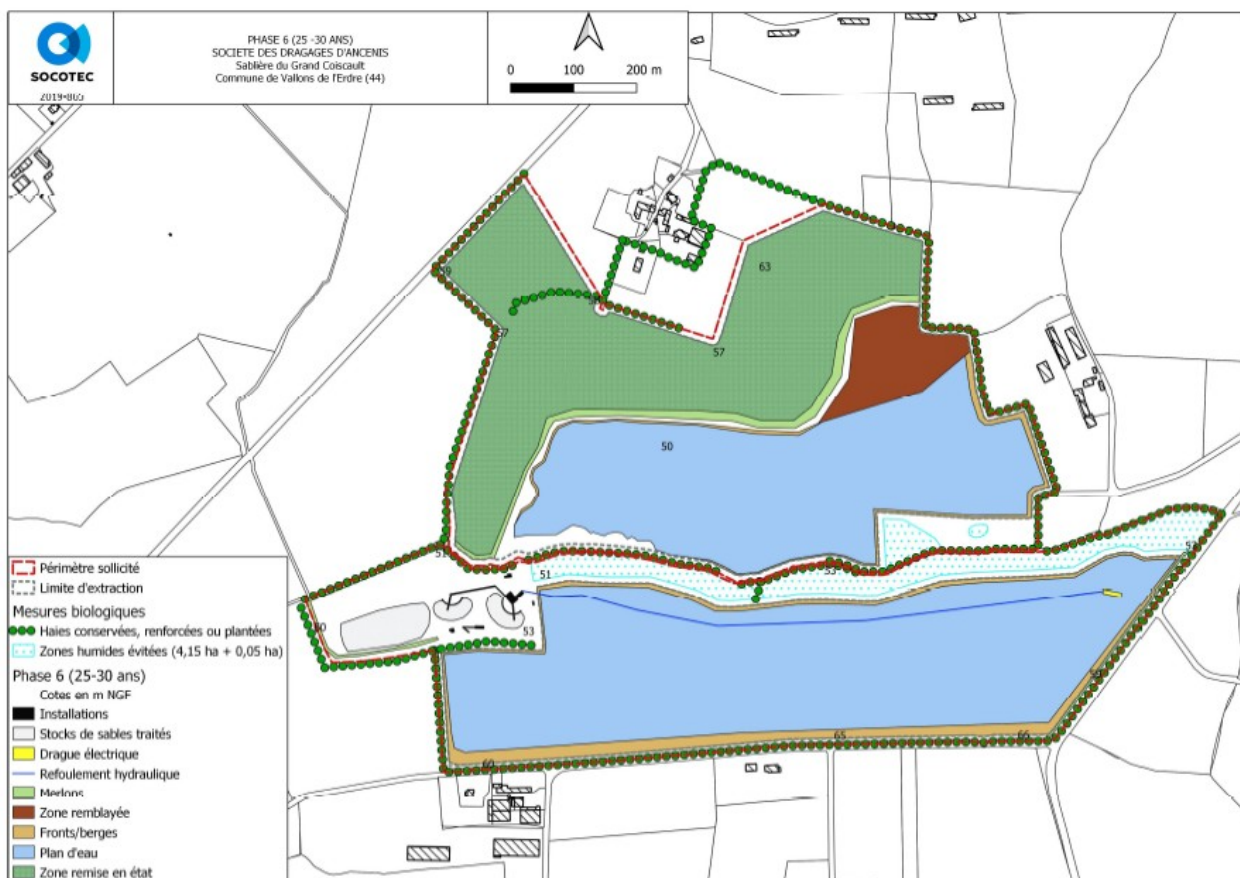 SOCOTEC
2019-865
PHASE 6 (25 -30 ANS)
SOCIETE DES DRAGAGES D'ANCENIS
Sablière du Grand Coiscault
Commune de Vallons de l'Erdre (44)
0 100 200 m
63
57
57
50
51
51
53
53
60
60
65
65
Périmètre sollicité
Limite d'extraction
Mesures biologiques
Haies conservées, renforcées ou plantées
Zones humides évitées (4,15 ha + 0,05 ha)
Phase 6 (25-30 ans)
Cotes en m NGF
Installations
Stocks de sables traités
Drague électrique
Refoulement hydraulique
Merlons
Zone remblayée
Fronts/berges
Plan d'eau
Zone remise en état